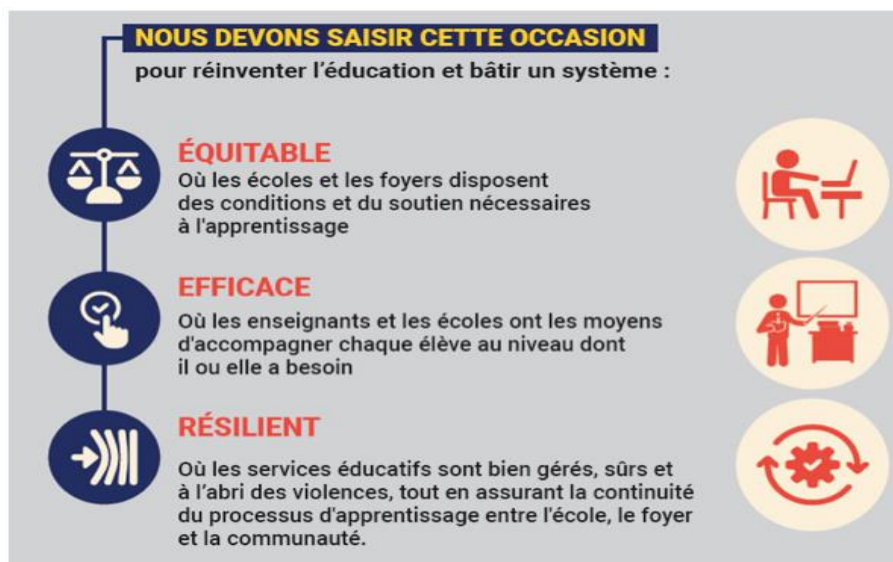 NOUS DEVONS SAISIR CETTE OCCASION
pour réinventer l'éducation et bâtir un système :
ÉQUITABLE
Où les écoles et les foyers disposent
des conditions et du soutien nécessaires
à l'apprentissage
EFFICACE
Où les enseignants et les écoles ont les moyens
d'accompagner chaque élève au niveau dont
il ou elle a besoin
RÉSILIENT
Où les services éducatifs sont bien gérés, sûrs et
à l'abri des violences, tout en assurant la continuité
du processus d'apprentissage entre l'école, le foyer
et la communauté.